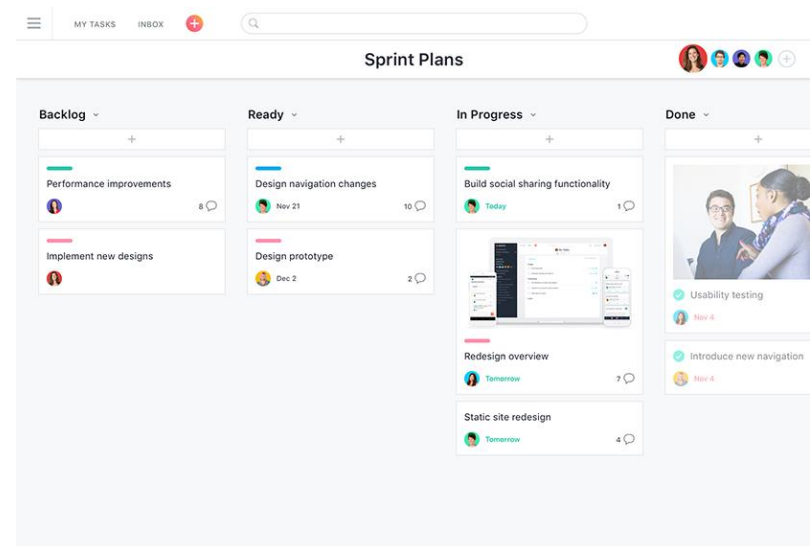 MY TASKS INBOX
Sprint Plans
Backlog
Performance improvements
8
Implement new designs
Ready
Design navigation changes
Nov 21 10
Design prototype
Dec 2 2
In Progress
Build social sharing functionality
Today 1
Redesign overview
Tomorrow 7
Static site redesign
Tomorrow 4
Done
Usability testing
Nov 4
Introduce new navigation
Nov 4